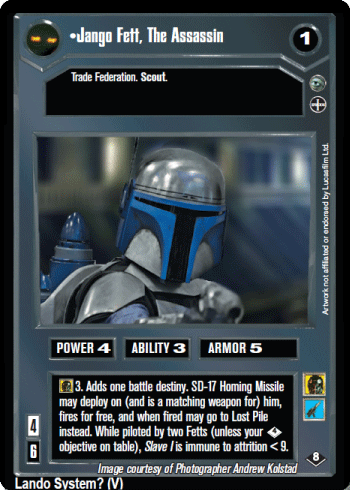 •Jango Fett, The Assassin
1
Trade Federation. Scout.
Artwork not affiliated or endorsed by Lucasfilm Ltd.
POWER 4
ABILITY 3
ARMOR 5
3. Adds one battle destiny. SD-17 Homing Missile
may deploy on (and is a matching weapon for) him,
fires for free, and when fired may go to Lost Pile
instead. While piloted by two Fetts (unless your
objective on table), Slave I is immune to attrition < 9.
4
6
8
Image courtesy of Photographer Andrew Kolstad
Lando System? (V)